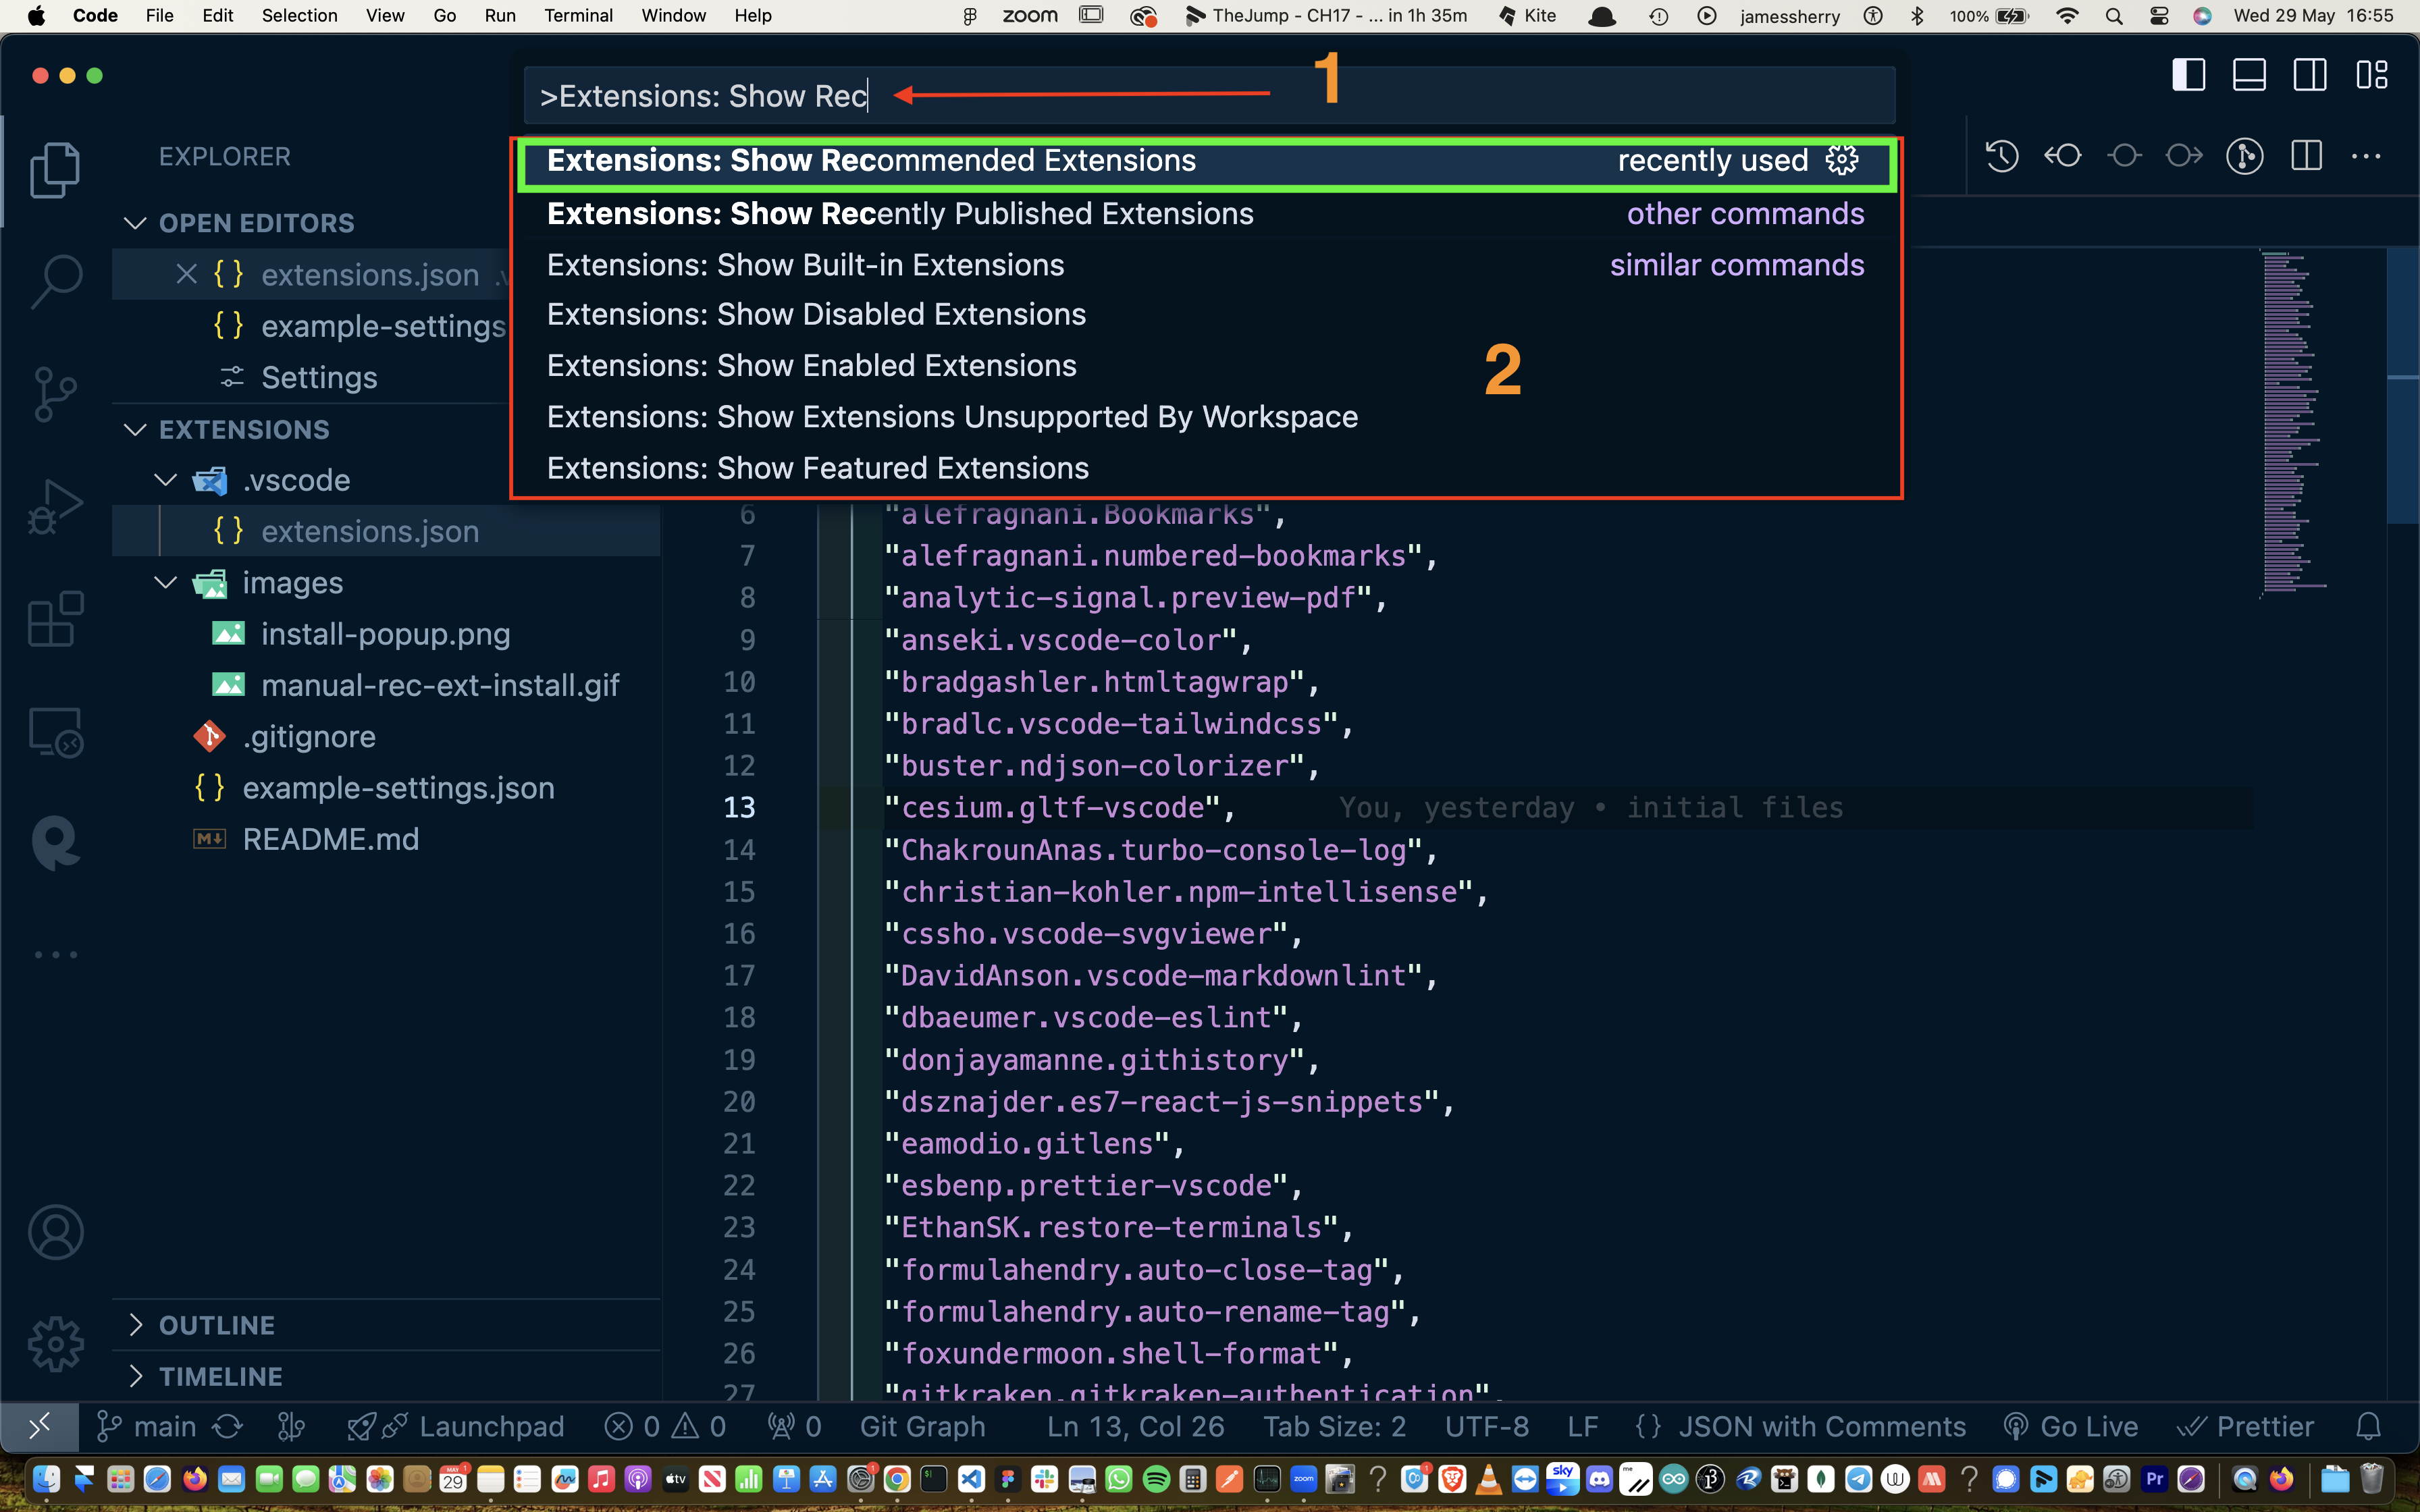 Code File Edit Selection View Go Run Terminal Window Help zoom TheJump - CH17 - ... in 1h 35m Kite jamessherry 100% Wed 29 May 16:55
1
>Extensions: Show Rec
Extensions: Show Recommended Extensions recently used
Extensions: Show Recently Published Extensions other commands
Extensions: Show Built-in Extensions similar commands
Extensions: Show Disabled Extensions
Extensions: Show Enabled Extensions
2
Extensions: Show Extensions Unsupported By Workspace
Extensions: Show Featured Extensions
EXPLORER
OPEN EDITORS
{} extensions.json .v
{} example-settings
Settings
EXTENSIONS
.vscode
{} extensions.json
images
install-popup.png
manual-rec-ext-install.gif
.gitignore
{} example-settings.json
README.md
OUTLINE
TIMELINE
6 "alefragnani.Bookmarks",
7 "alefragnani.numbered-bookmarks",
8 "analytic-signal.preview-pdf",
9 "anseki.vscode-color",
10 "bradgashler.htmltagwrap",
11 "bradlc.vscode-tailwindcss",
12 "buster.ndjson-colorizer",
13 "cesium.gltf-vscode", You, yesterday • initial files
14 "ChakrounAnas.turbo-console-log",
15 "christian-kohler.npm-intellisense",
16 "cssho.vscode-svgviewer",
17 "DavidAnson.vscode-markdownlint",
18 "dbaeumer.vscode-eslint",
19 "donjayamanne.githistory",
20 "dsznajder.es7-react-js-snippets",
21 "eamodio.gitlens",
22 "esbenp.prettier-vscode",
23 "EthanSK.restore-terminals",
24 "formulahendry.auto-close-tag",
25 "formulahendry.auto-rename-tag",
26 "foxundermoon.shell-format",
27 "gitkraken.gitkraken-authentication",
main Launchpad 0 0 0 Git Graph Ln 13, Col 26 Tab Size: 2 UTF-8 LF {} JSON with Comments Go Live Prettier
MAY 29 tv zoom sky me Pr